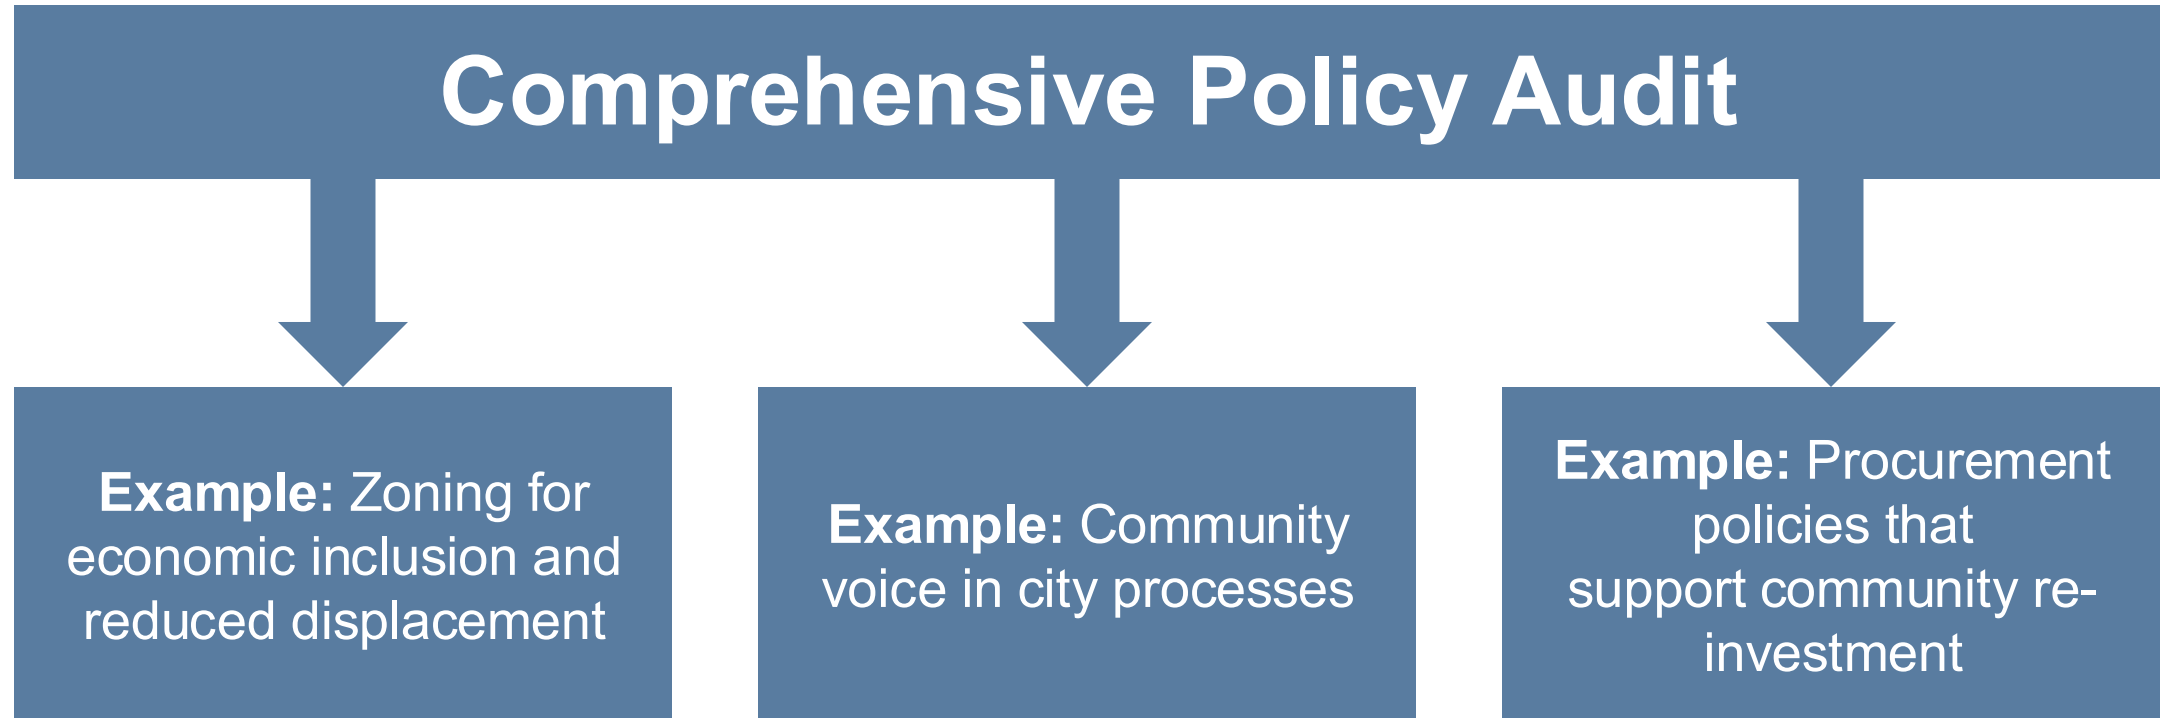 Comprehensive Policy Audit
Example: Zoning for
economic inclusion and
reduced displacement
Example: Community
voice in city processes
Example: Procurement
policies that
support community re-
investment